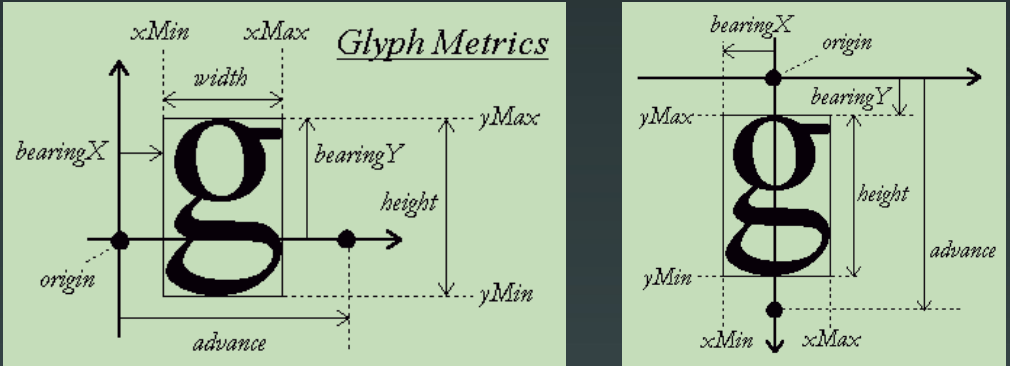 xMin xMax
Glyph Metrics
width
yMax
bearingX
bearingY
height
g
origin
yMin
advance
bearingX
origin
bearingY
yMax
g
height
advance
yMin
xMin xMax